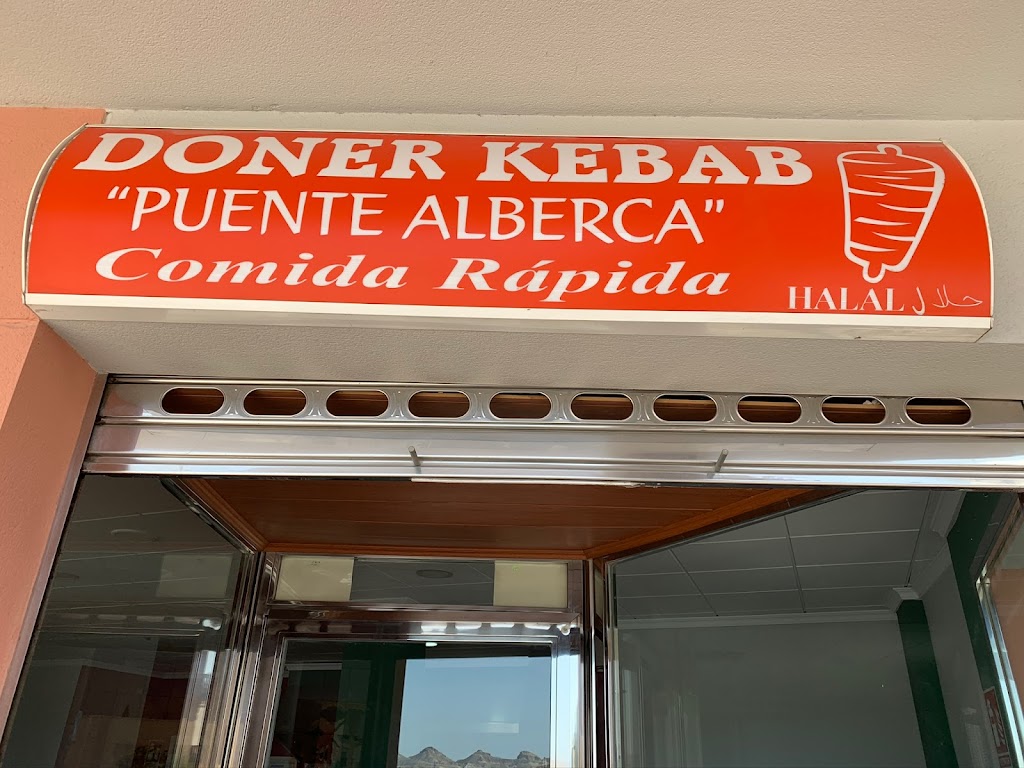 DONER KEBAB
“PUENTE ALBERCA”
Comida Rápida
HALAL حلال